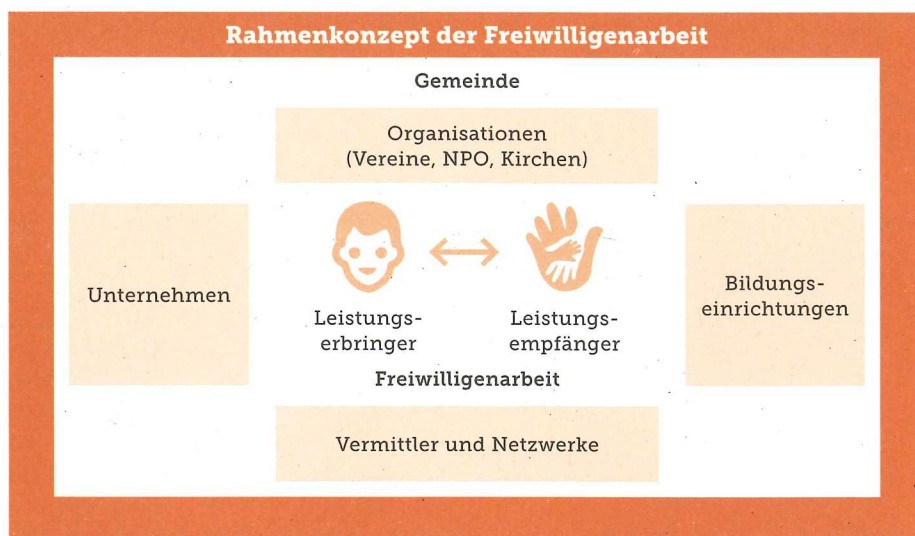 Rahmenkonzept der Freiwilligenarbeit
Gemeinde
Organisationen
(Vereine, NPO, Kirchen)
Unternehmen
Leistungs-
erbringer
Leistungs-
empfänger
Bildungs-
einrichtungen
Freiwilligenarbeit
Vermittler und Netzwerke